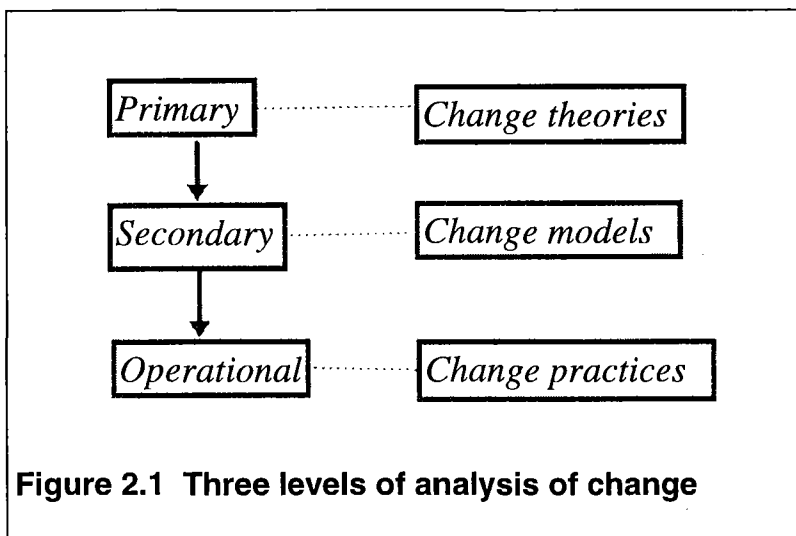 Primary
Change theories
Secondary
Change models
Operational
Change practices
Figure 2.1 Three levels of analysis of change